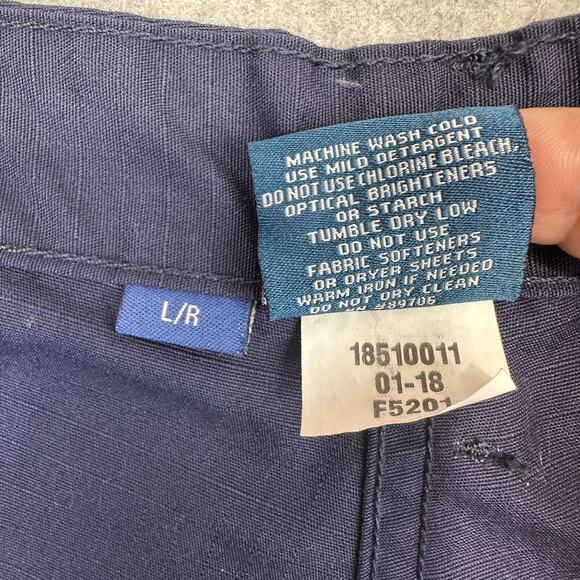 MACHINE WASH COLD
USE MILD DETERGENT
DO NOT USE CHLORINE BLEACH,
OPTICAL BRIGHTENERS
OR STARCH
TUMBLE DRY LOW
DO NOT USE
FABRIC SOFTENERS
OR DRYER SHEETS
WARM IRON IF NEEDED
DO NOT DRY CLEAN
RN #89706
L/R
18510011
01-18
F5201